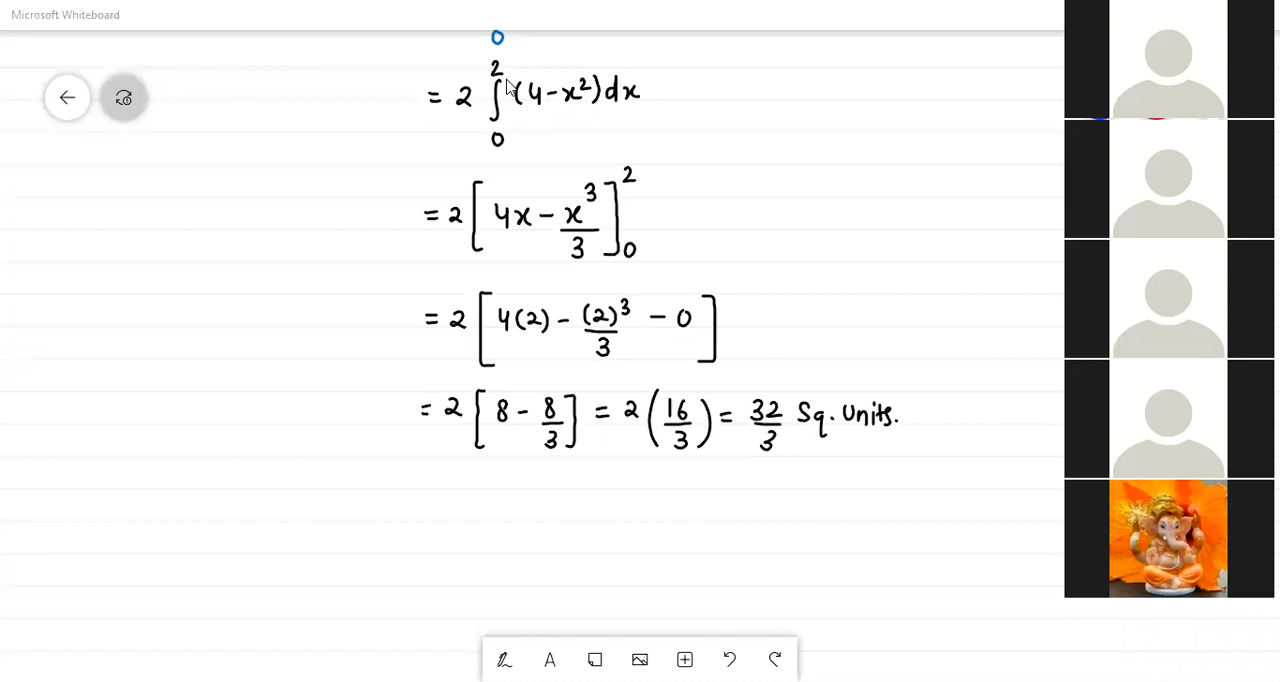 Microsoft Whiteboard
0
= 2 ∫₀² (4-x²)dx
= 2 [4x - x³/3]₀²
= 2 [4(2) - (2)³/3 - 0]
= 2 [8 - 8/3] = 2 (16/3) = 32/3 Sq. Units.
A